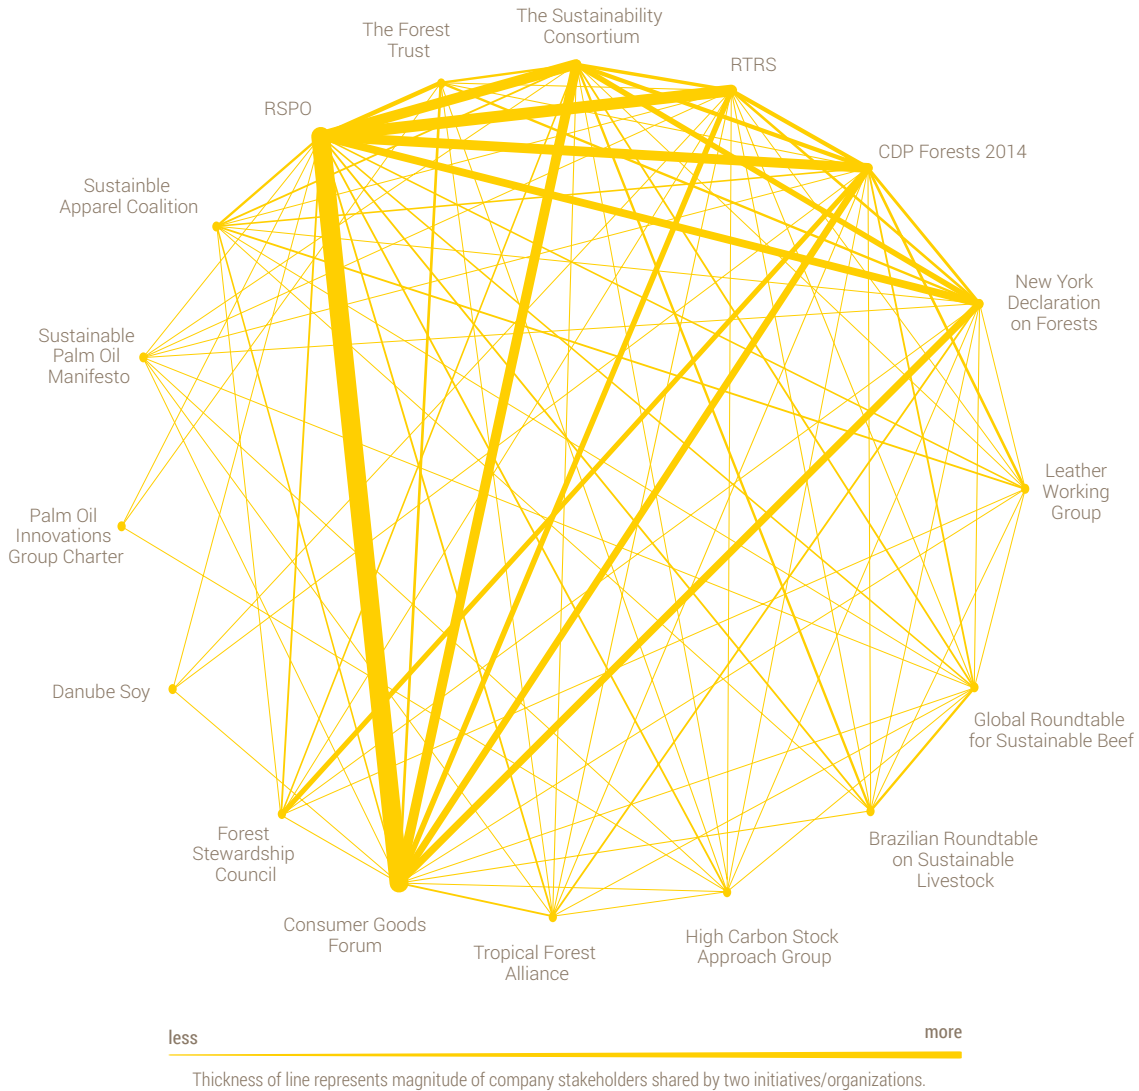 The Sustainability
Consortium
The Forest
Trust
RTRS
RSPO
CDP Forests 2014
Sustainble
Apparel Coalition
New York
Declaration
on Forests
Sustainable
Palm Oil
Manifesto
Leather
Working
Group
Palm Oil
Innovations
Group Charter
Danube Soy
Global Roundtable
for Sustainable Beef
Forest
Stewardship
Council
Brazilian Roundtable
on Sustainable
Livestock
Consumer Goods
Forum
Tropical Forest
Alliance
High Carbon Stock
Approach Group
less
more
Thickness of line represents magnitude of company stakeholders shared by two initiatives/organizations.